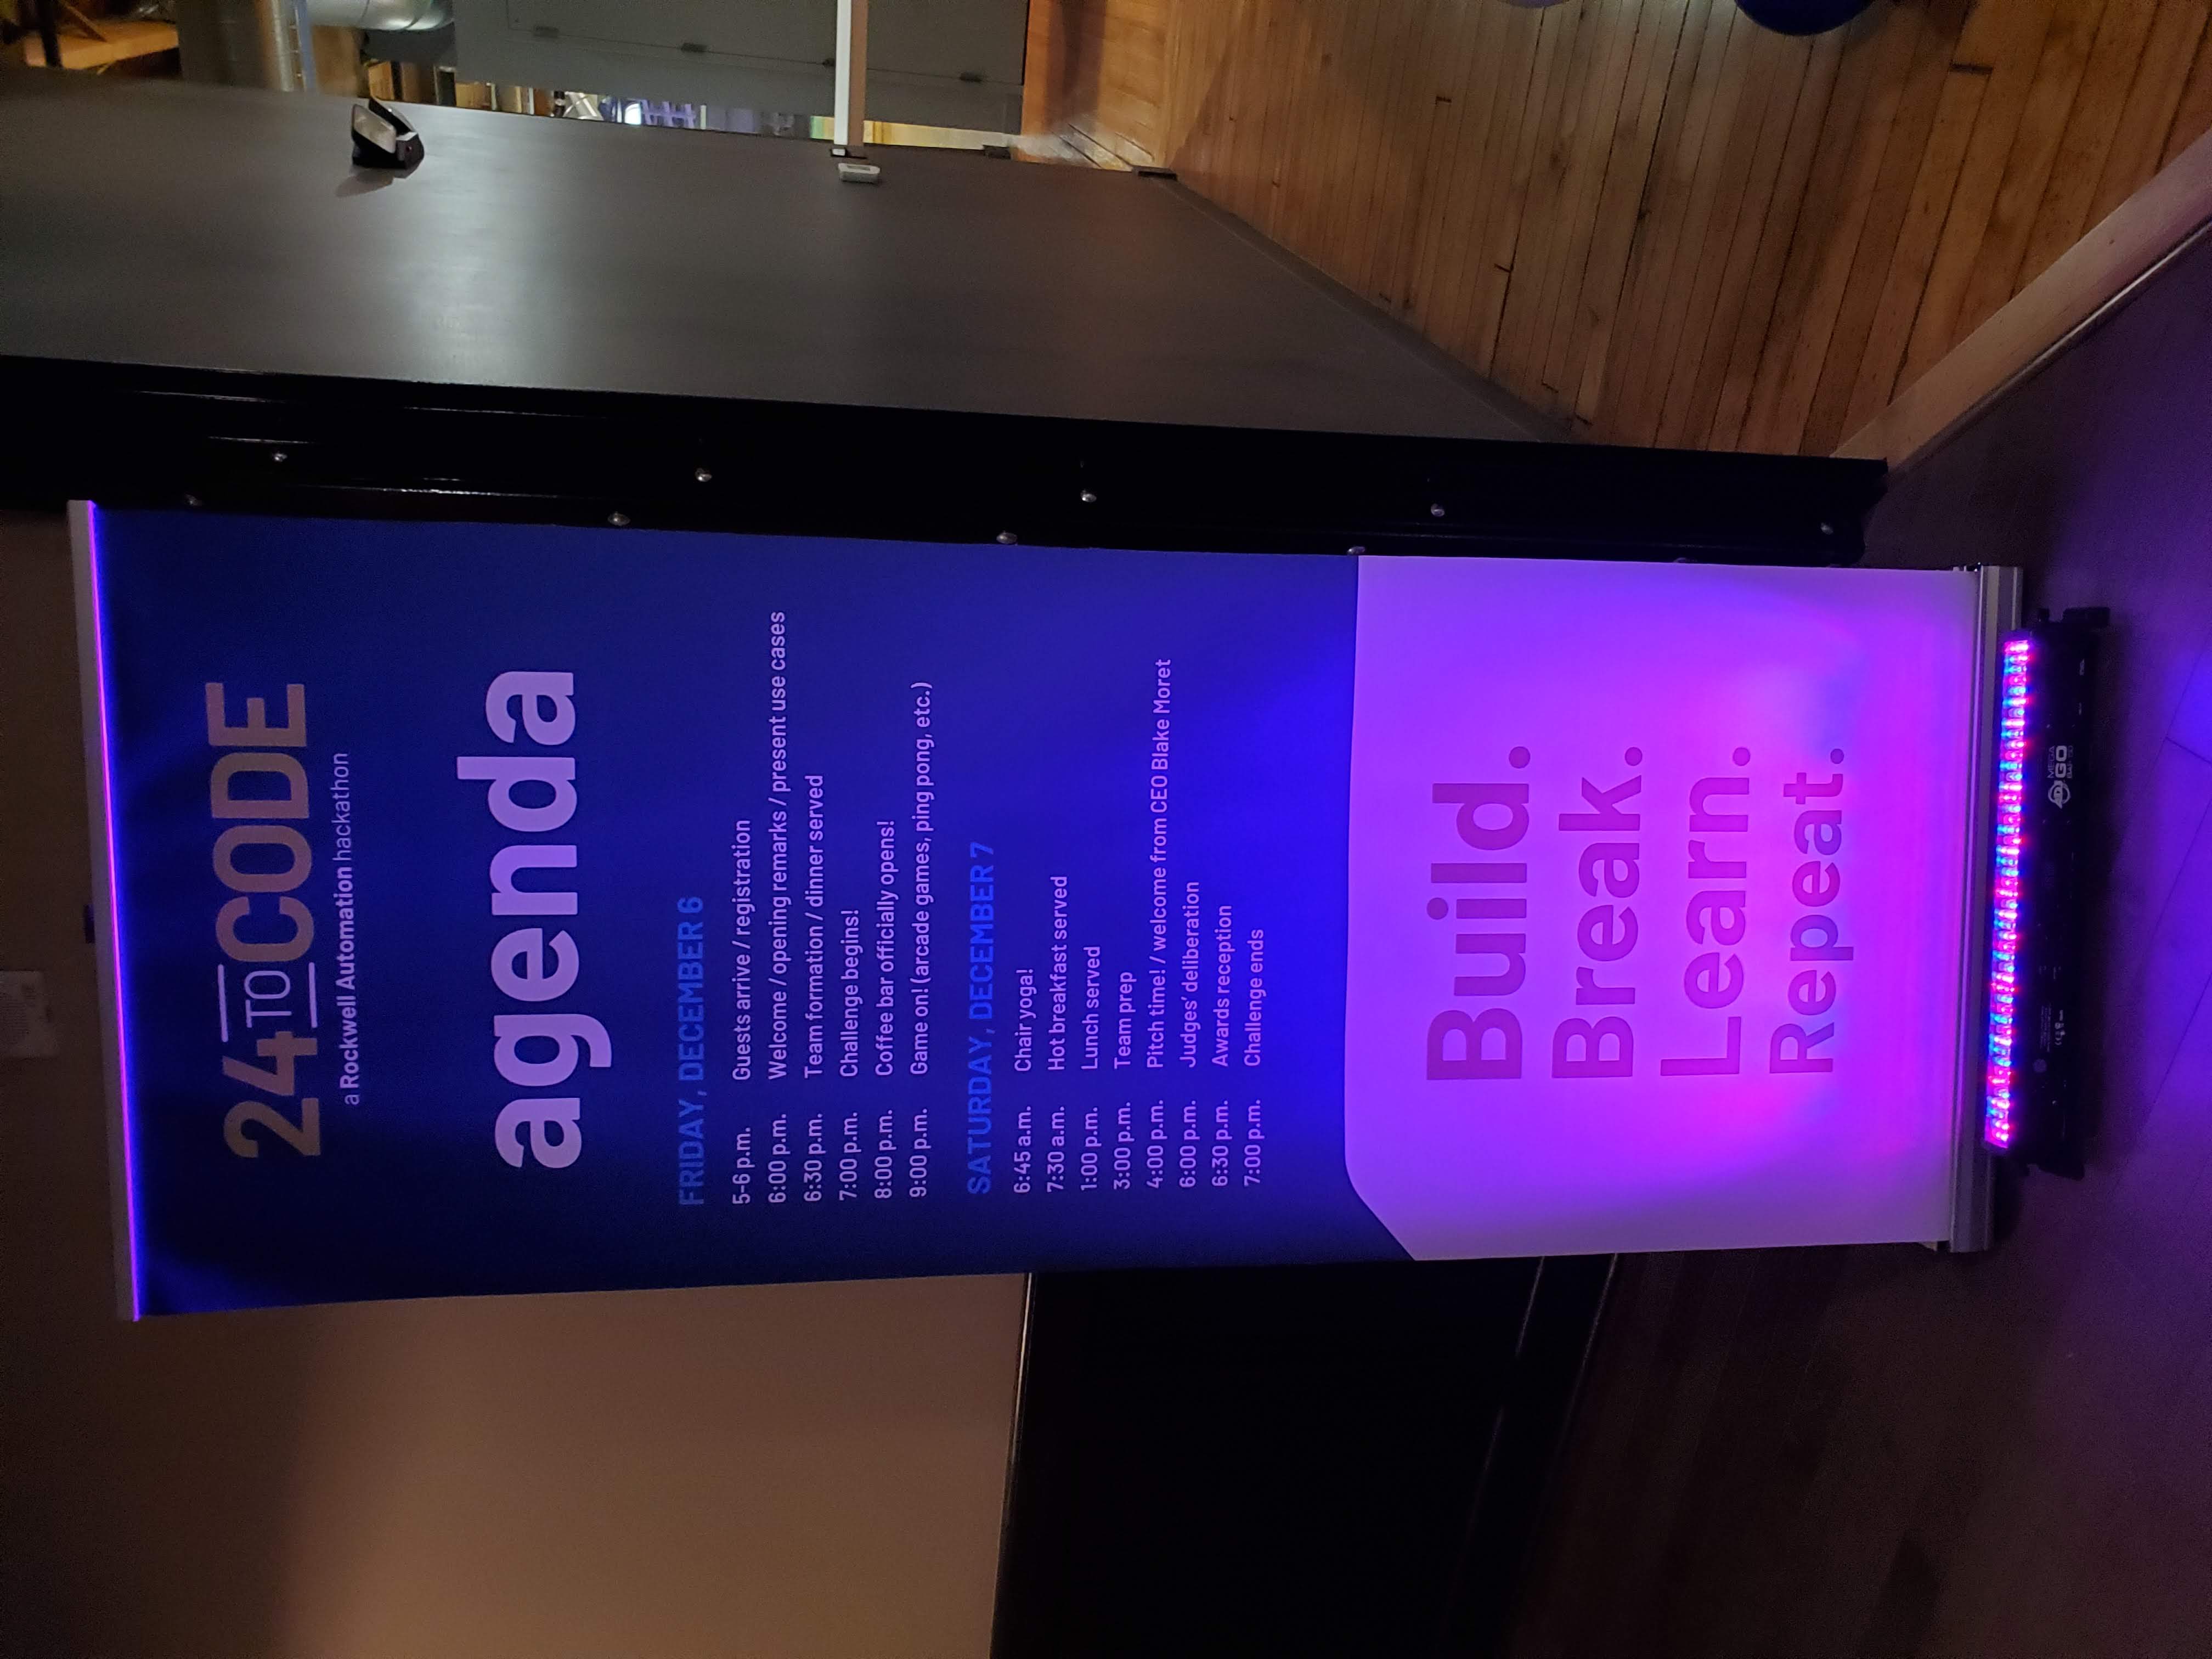 24 TO CODE
a Rockwell Automation hackathon
agenda
FRIDAY, DECEMBER 6
5-6 p.m. Guests arrive / registration
6:00 p.m. Welcome / opening remarks / present use cases
6:30 p.m. Team formation / dinner served
7:00 p.m. Challenge begins!
8:00 p.m. Coffee bar officially opens!
9:00 p.m. Game on! (arcade games, ping pong, etc.)
SATURDAY, DECEMBER 7
6:45 a.m. Chair yoga!
7:30 a.m. Hot breakfast served
1:00 p.m. Lunch served
3:00 p.m. Team prep
4:00 p.m. Pitch time! / welcome from CEO Blake Moret
6:00 p.m. Judges’ deliberation
6:30 p.m. Awards reception
7:00 p.m. Challenge ends
Build.
Break.
Learn.
Repeat.
ADJ MEGA
GO